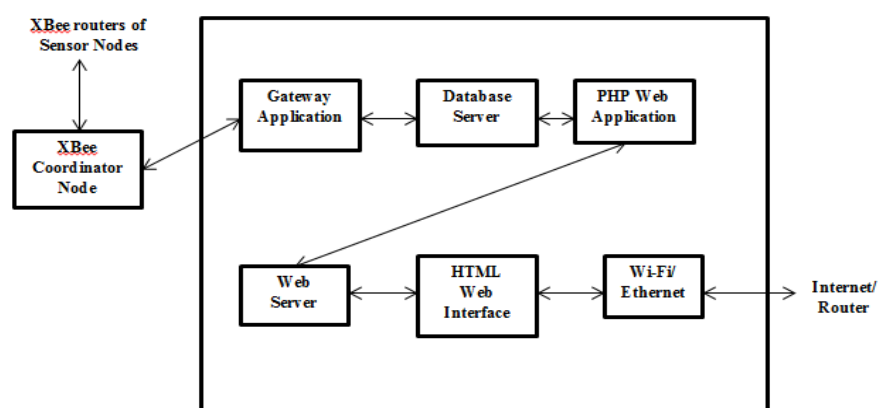 XBee routers of
Sensor Nodes
Gateway
Application
Database
Server
PHP Web
Application
XBee
Coordinator
Node
Web
Server
HTML
Web
Interface
Wi-Fi/
Ethernet
Internet/
Router